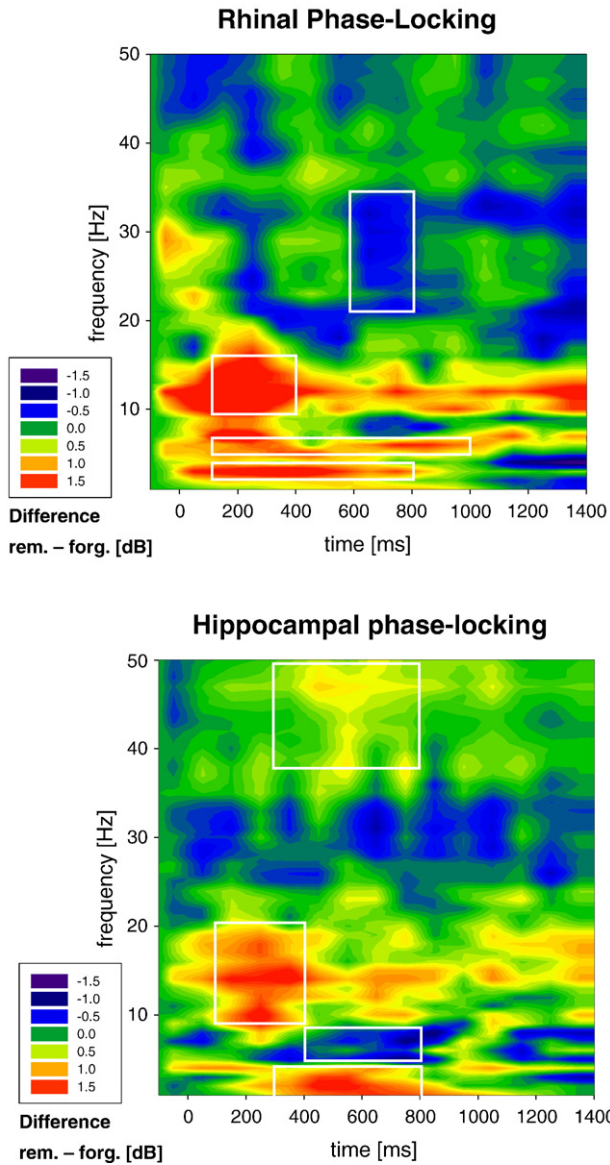 Rhinal Phase-Locking
50
40
30
20
10
frequency [Hz]
0 200 400 600 800 1000 1200 1400
time [ms]
-1.5
-1.0
-0.5
0.0
0.5
1.0
1.5
Difference
rem. – forg. [dB]
Hippocampal phase-locking
50
40
30
20
10
frequency [Hz]
0 200 400 600 800 1000 1200 1400
time [ms]
-1.5
-1.0
-0.5
0.0
0.5
1.0
1.5
Difference
rem. – forg. [dB]